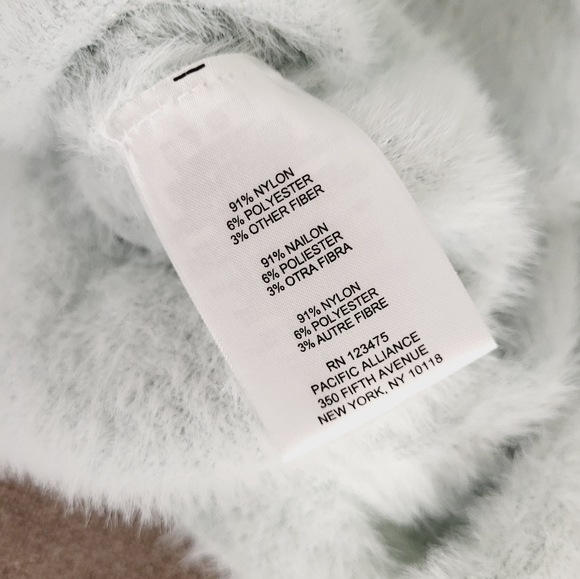 91% NYLON
6% POLYESTER
3% OTHER FIBER
91% NAILON
6% POLIESTER
3% OTRA FIBRA
91% NYLON
6% POLYESTER
3% AUTRE FIBRE
RN 123475
PACIFIC ALLIANCE
350 FIFTH AVENUE
NEW YORK, NY 10118